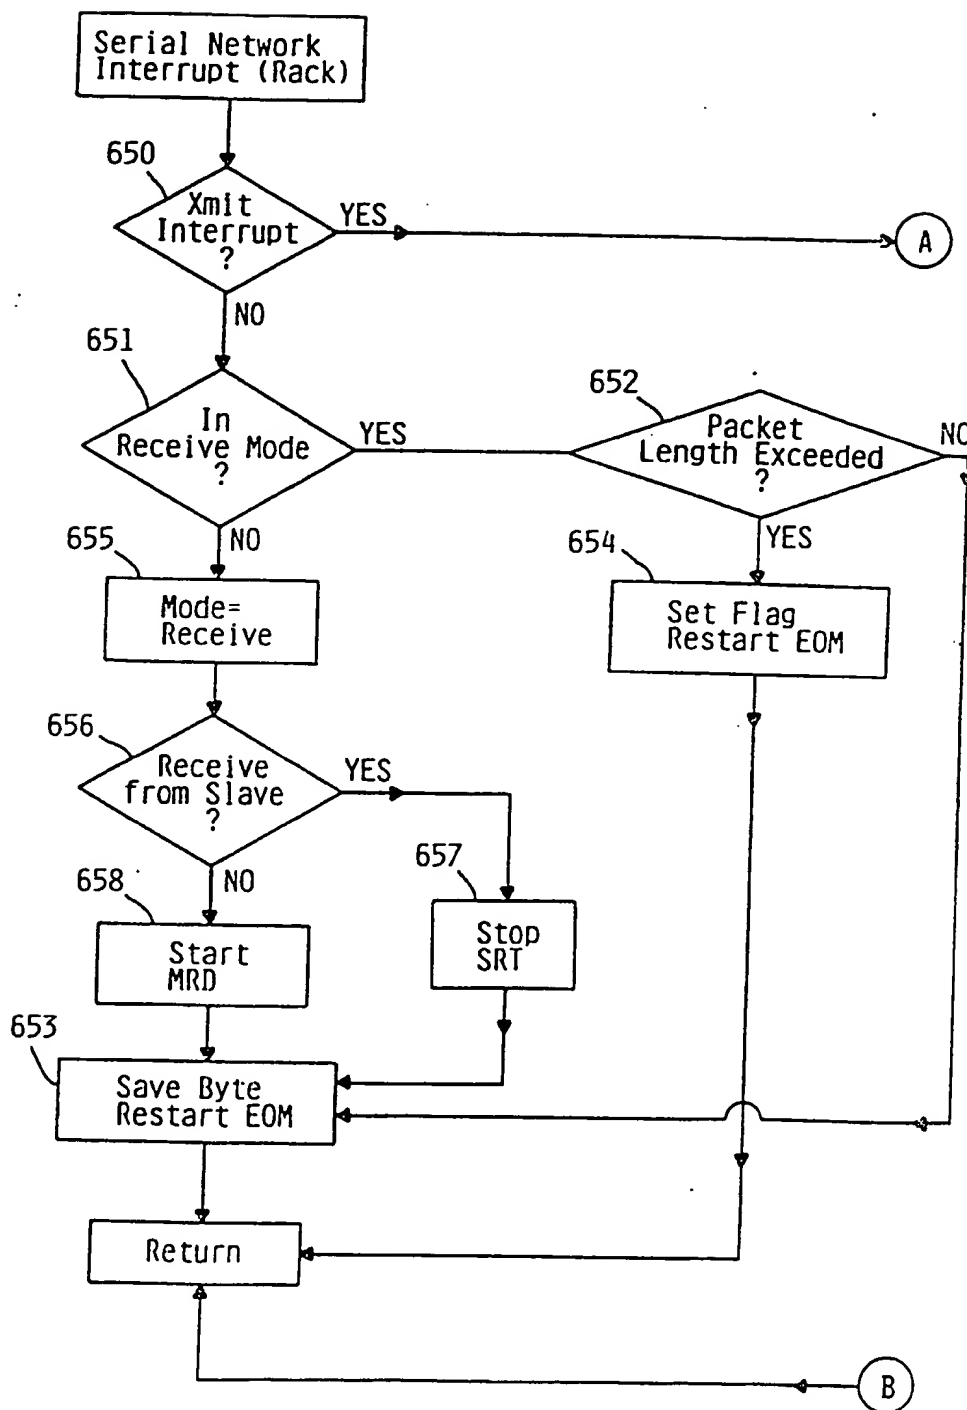 Serial Network
Interrupt (Rack)
650
Xmit
Interrupt
?
YES
A
NO
651
In
Receive Mode
?
YES
652
Packet
Length Exceeded
?
NO
YES
NO
655
Mode=
Receive
654
Set Flag
Restart EOM
656
Receive
from Slave
?
YES
NO
657
Stop
SRT
658
Start
MRD
653
Save Byte
Restart EOM
Return
B